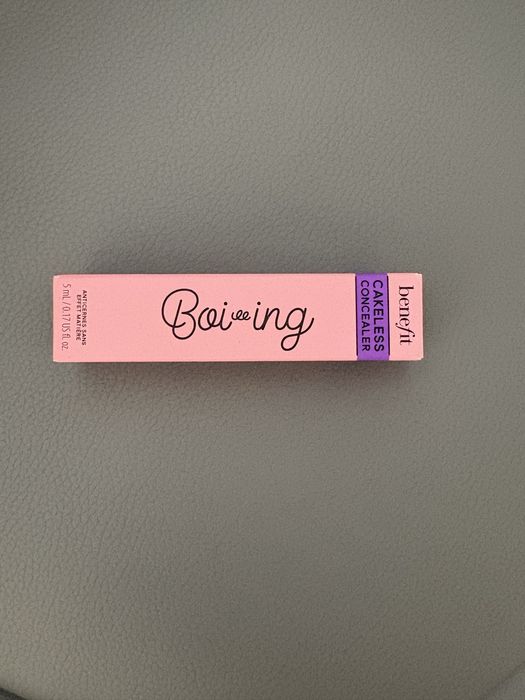 benefit
CAKELESS
CONCEALER
Boi-ing
ANTICERNES SANS
EFFET MATIÈRE
5 mL / 0.17 US fl. oz.